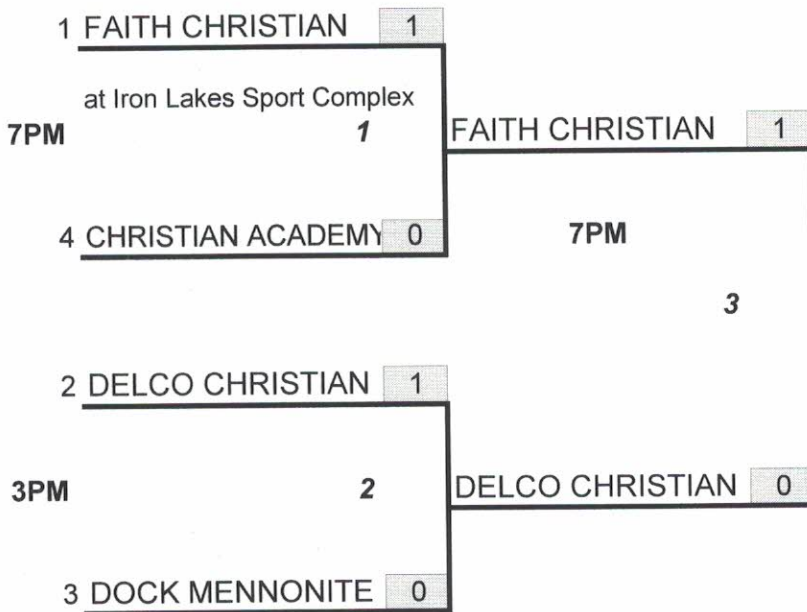 1 FAITH CHRISTIAN 1
at Iron Lakes Sport Complex
7PM 1
FAITH CHRISTIAN 1
4 CHRISTIAN ACADEMY 0
7PM
3
2 DELCO CHRISTIAN 1
3PM 2
DELCO CHRISTIAN 0
3 DOCK MENNONITE 0